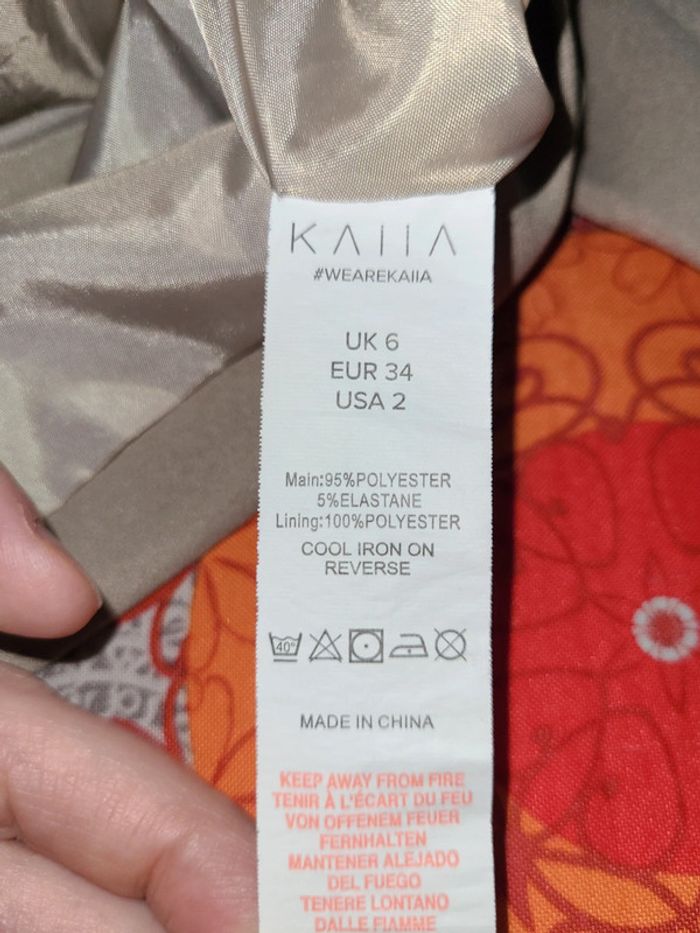 KAIIA
#WEAREKAIIA
UK 6
EUR 34
USA 2
Main:95%POLYESTER
5%ELASTANE
Lining:100%POLYESTER
COOL IRON ON
REVERSE
40°
MADE IN CHINA
KEEP AWAY FROM FIRE
TENIR À L'ÉCART DU FEU
VON OFFENEM FEUER
FERNHALTEN
MANTENER ALEJADO
DEL FUEGO
TENERE LONTANO
DALLE FIAMME